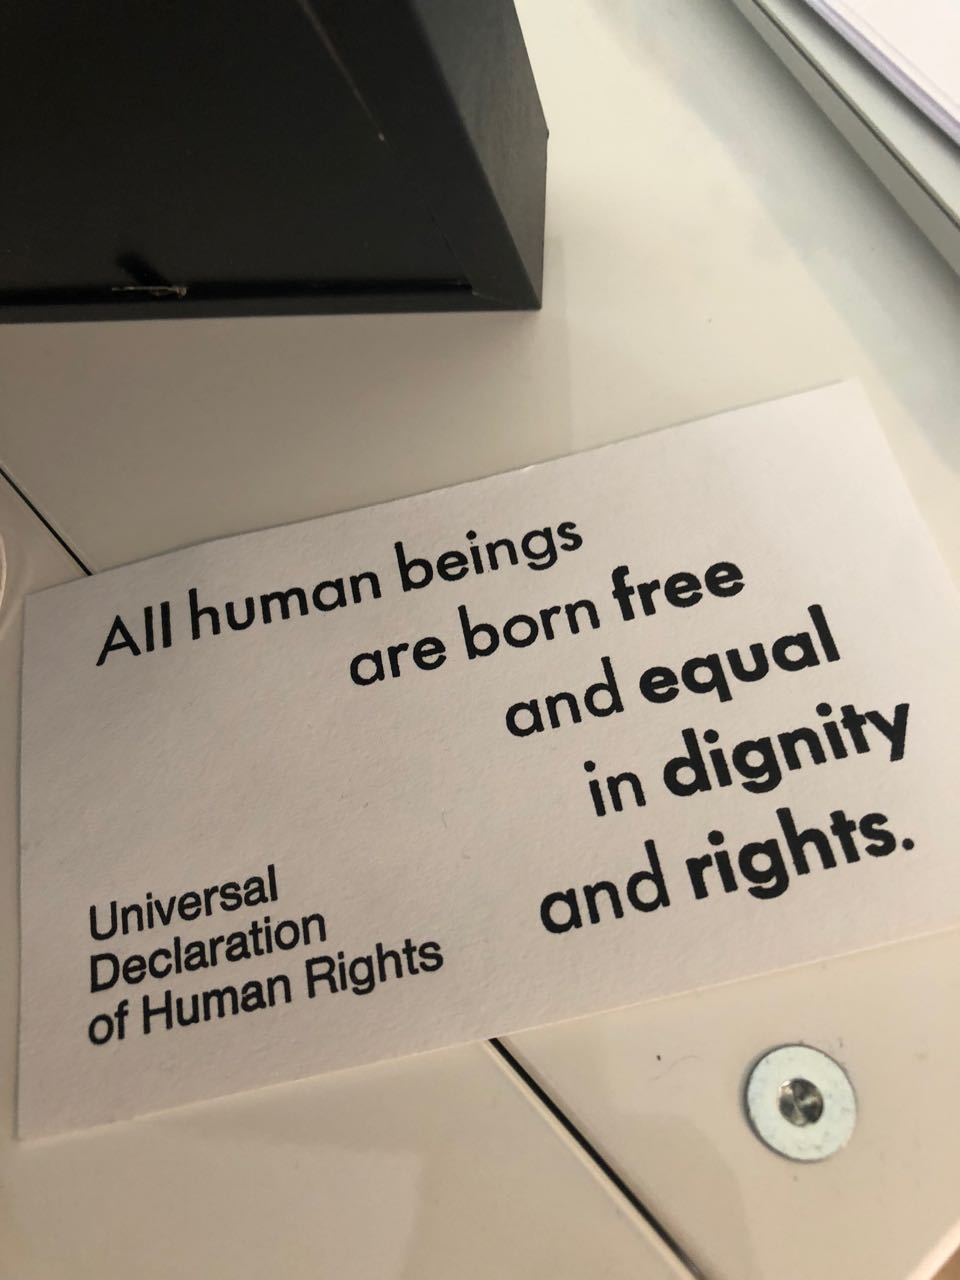 All human beings
are born free
and equal
in dignity
and rights.
Universal
Declaration
of Human Rights